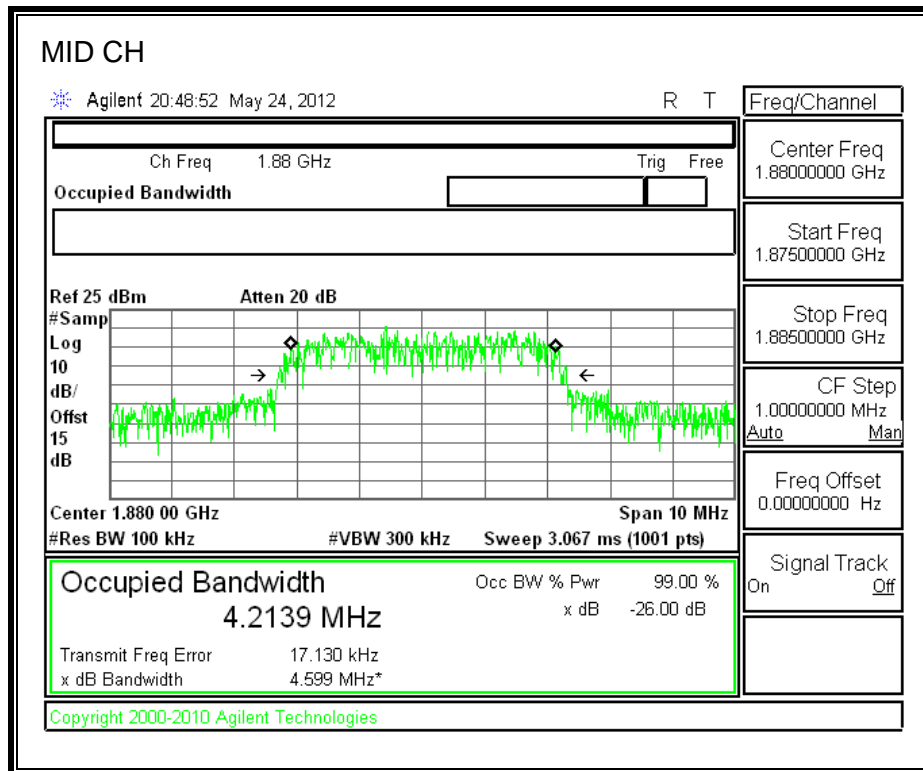 MID CH
Agilent 20:48:52 May 24, 2012 R T
Freq/Channel
Ch Freq 1.88 GHz Trig Free
Occupied Bandwidth
Center Freq
1.88000000 GHz
Start Freq
1.87500000 GHz
Stop Freq
1.88500000 GHz
CF Step
1.00000000 MHz
Auto Man
Freq Offset
0.00000000 Hz
Signal Track
On Off
Ref 25 dBm Atten 20 dB
#Samp
Log
10
dB/
Offst
15
dB
Center 1.880 00 GHz Span 10 MHz
#Res BW 100 kHz #VBW 300 kHz Sweep 3.067 ms (1001 pts)
Occupied Bandwidth Occ BW % Pwr 99.00 %
4.2139 MHz x dB -26.00 dB
Transmit Freq Error 17.130 kHz
x dB Bandwidth 4.599 MHz*
Copyright 2000-2010 Agilent Technologies